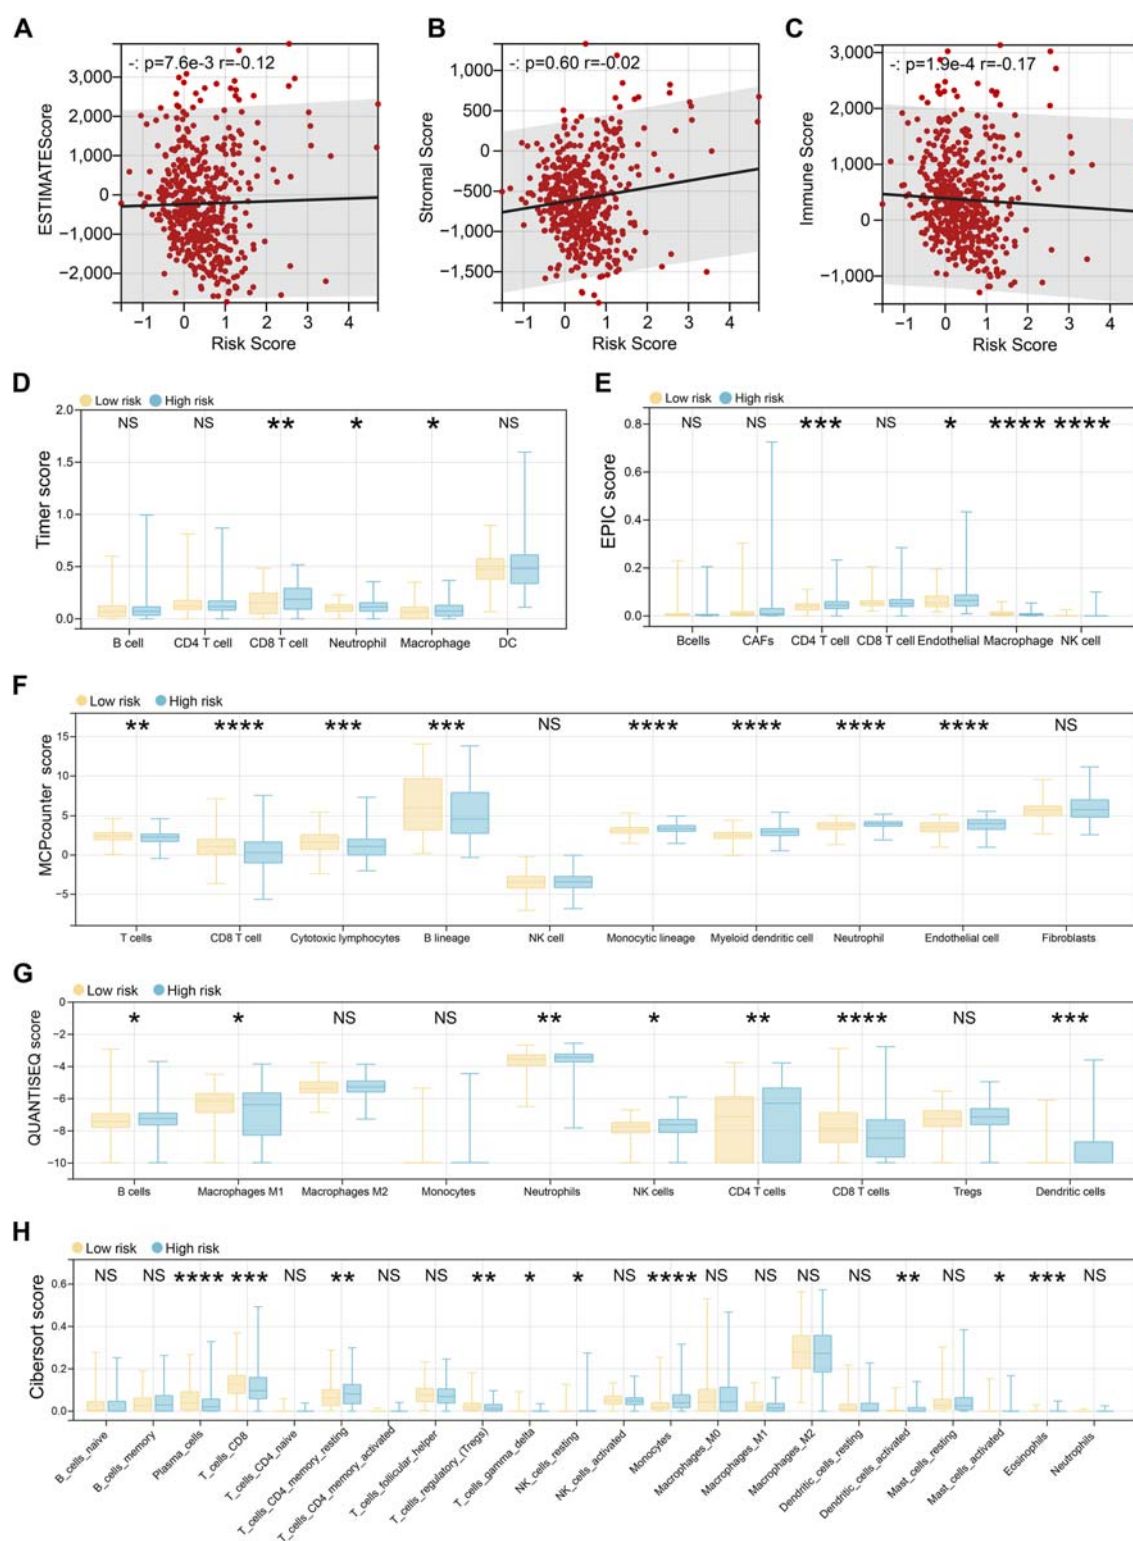 A
-: p=7.6e-3 r=-0.12
ESTIMATEScore
3,000
2,000
1,000
0
−1,000
−2,000
−1 0 1 2 3 4
Risk Score
B
-: p=0.60 r=-0.02
Stromal Score
1,000
500
0
−500
−1,000
−1,500
−1 0 1 2 3 4
Risk Score
C
-: p=1.9e-4 r=-0.17
Immune Score
3,000
2,000
1,000
0
−1,000
−1 0 1 2 3 4
Risk Score
D
Low risk High risk
NS NS ** * * NS
Timer score
2.0
1.5
1.0
0.5
0.0
B cell CD4 T cell CD8 T cell Neutrophil Macrophage DC
E
Low risk High risk
NS NS *** NS * **** ****
EPIC score
0.8
0.6
0.4
0.2
0.0
Bcells CAFs CD4 T cell CD8 T cell Endothelial Macrophage NK cell
F
Low risk High risk
** **** *** *** NS **** **** **** **** NS
MCPcounter score
15
10
5
0
−5
T cells CD8 T cell Cytotoxic lymphocytes B lineage NK cell Monocytic lineage Myeloid dendritic cell Neutrophil Endothelial cell Fibroblasts
G
Low risk High risk
* * NS NS ** * ** **** NS ***
QUANTISEQ score
0
−2
−4
−6
−8
−10
B cells Macrophages M1 Macrophages M2 Monocytes Neutrophils NK cells CD4 T cells CD8 T cells Tregs Dendritic cells
H
Low risk High risk
NS NS **** *** NS ** NS NS ** * * NS **** NS NS NS NS ** NS * *** NS
Cibersort score
0.6
0.4
0.2
0.0
B_cells_naive
B_cells_memory
Plasma_cells
T_cells_CD8
T_cells_CD4_naive
T_cells_CD4_memory_resting
T_cells_CD4_memory_activated
T_cells_follicular_helper
T_cells_regulatory_(Tregs)
T_cells_gamma_delta
NK_cells_resting
NK_cells_activated
Monocytes
Macrophages_M0
Macrophages_M1
Macrophages_M2
Dendritic_cells_resting
Dendritic_cells_activated
Mast_cells_resting
Mast_cells_activated
Eosinophils
Neutrophils